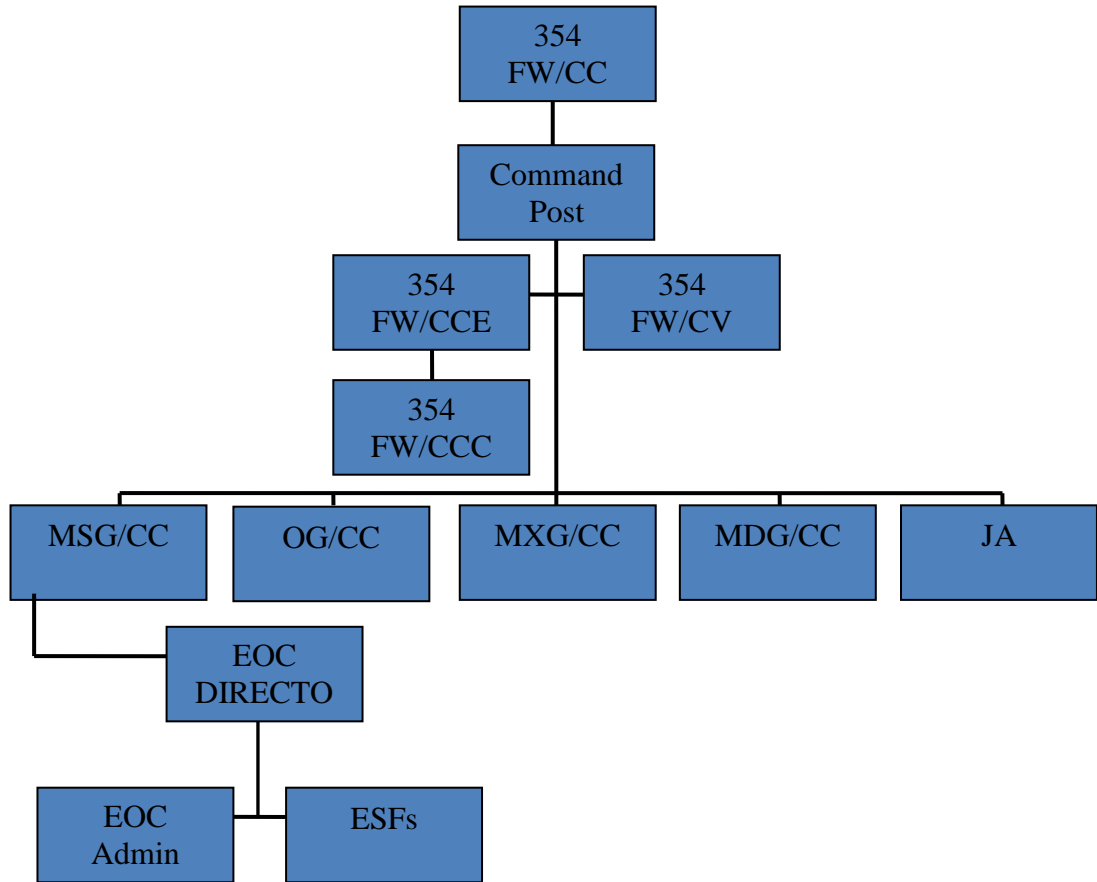 354
FW/CC
Command
Post
354
FW/CCE
354
FW/CV
354
FW/CCC
MSG/CC
OG/CC
MXG/CC
MDG/CC
JA
EOC
DIRECTO
EOC
Admin
ESFs